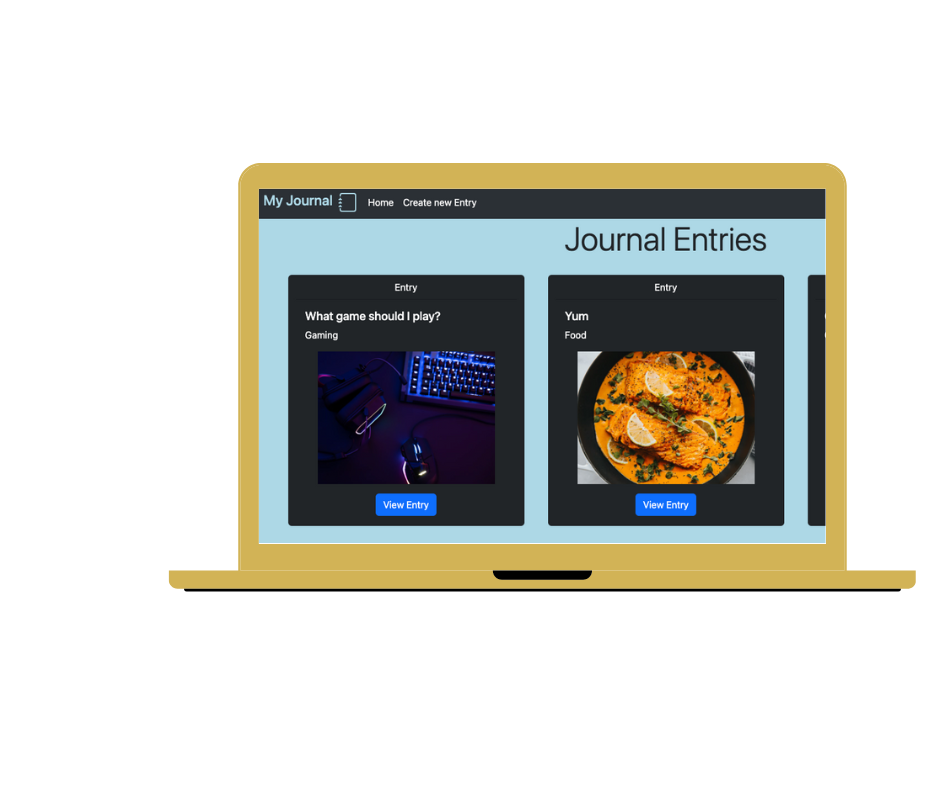 My Journal
Home
Create new Entry
Journal Entries
Entry
What game should I play?
Gaming
View Entry
Entry
Yum
Food
View Entry